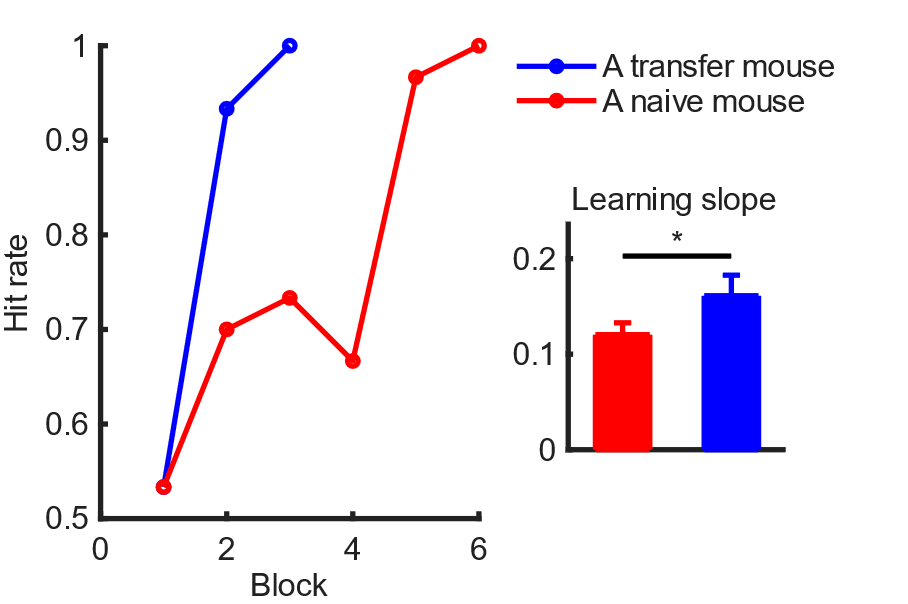 A transfer mouse
A naive mouse
Hit rate
1
0.9
0.8
0.7
0.6
0.5
0
2
4
6
Block
Learning slope
*
0.2
0.1
0